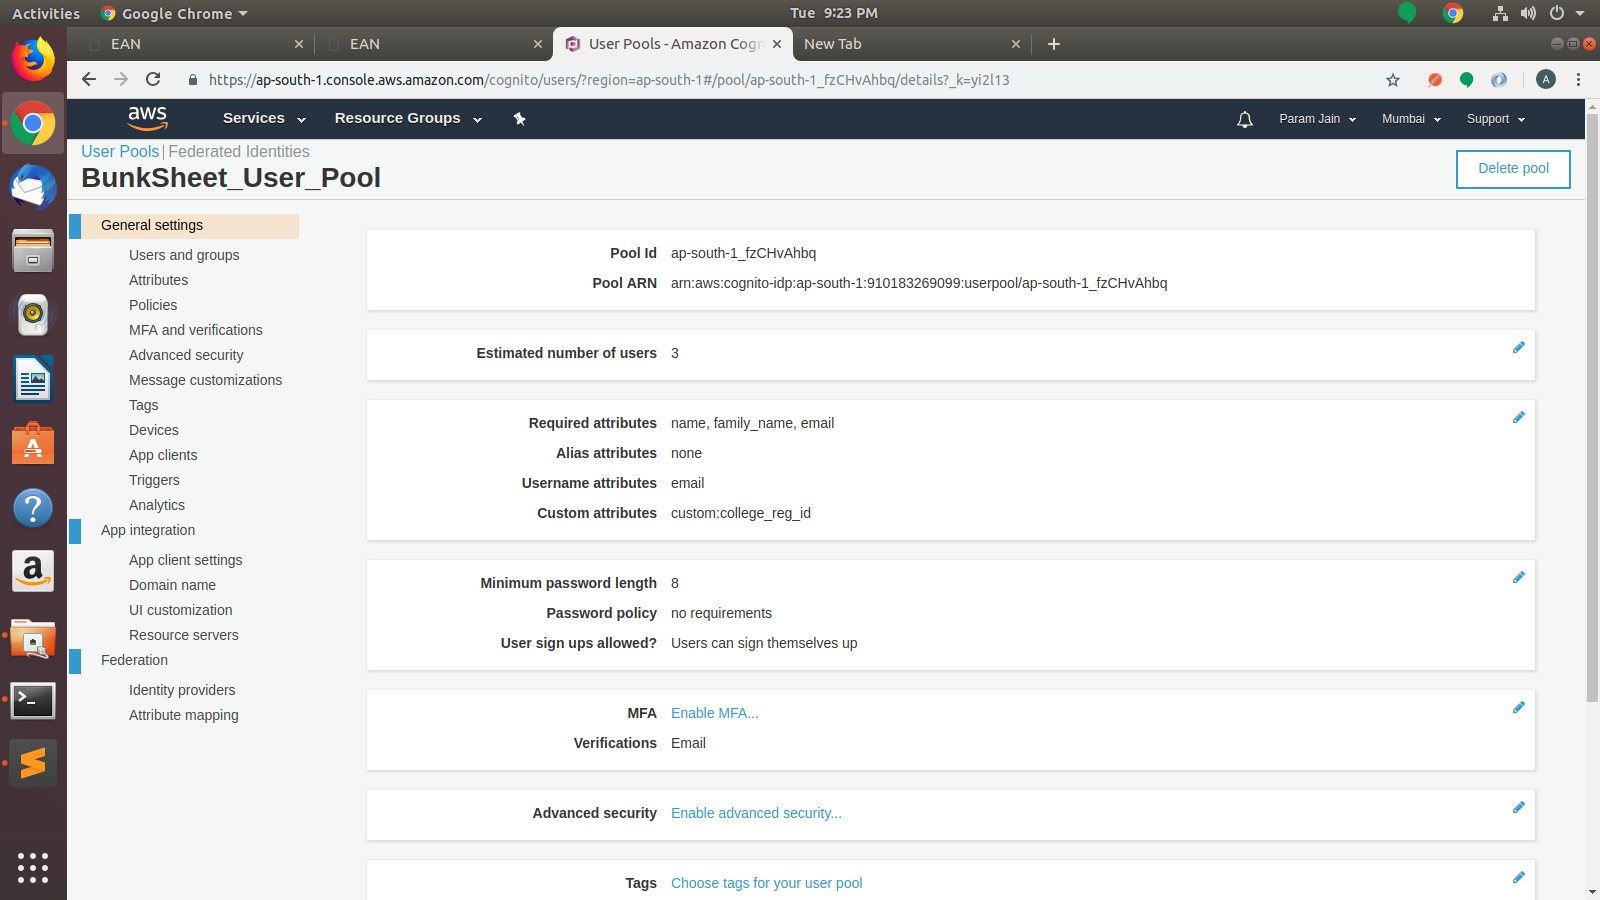 Activities
Google Chrome
Tue 9:23 PM
EAN
EAN
User Pools - Amazon Cogn
New Tab
https://ap-south-1.console.aws.amazon.com/cognito/users/?region=ap-south-1#/pool/ap-south-1_fzCHvAhbq/details?_k=yi2l13
A
aws
Services
Resource Groups
Param Jain
Mumbai
Support
User Pools | Federated Identities
BunkSheet_User_Pool
Delete pool
General settings
Users and groups
Attributes
Policies
MFA and verifications
Advanced security
Message customizations
Tags
Devices
App clients
Triggers
Analytics
App integration
App client settings
Domain name
UI customization
Resource servers
Federation
Identity providers
Attribute mapping
Pool Id ap-south-1_fzCHvAhbq
Pool ARN arn:aws:cognito-idp:ap-south-1:910183269099:userpool/ap-south-1_fzCHvAhbq
Estimated number of users 3
Required attributes name, family_name, email
Alias attributes none
Username attributes email
Custom attributes custom:college_reg_id
Minimum password length 8
Password policy no requirements
User sign ups allowed? Users can sign themselves up
MFA Enable MFA...
Verifications Email
Advanced security Enable advanced security...
Tags Choose tags for your user pool